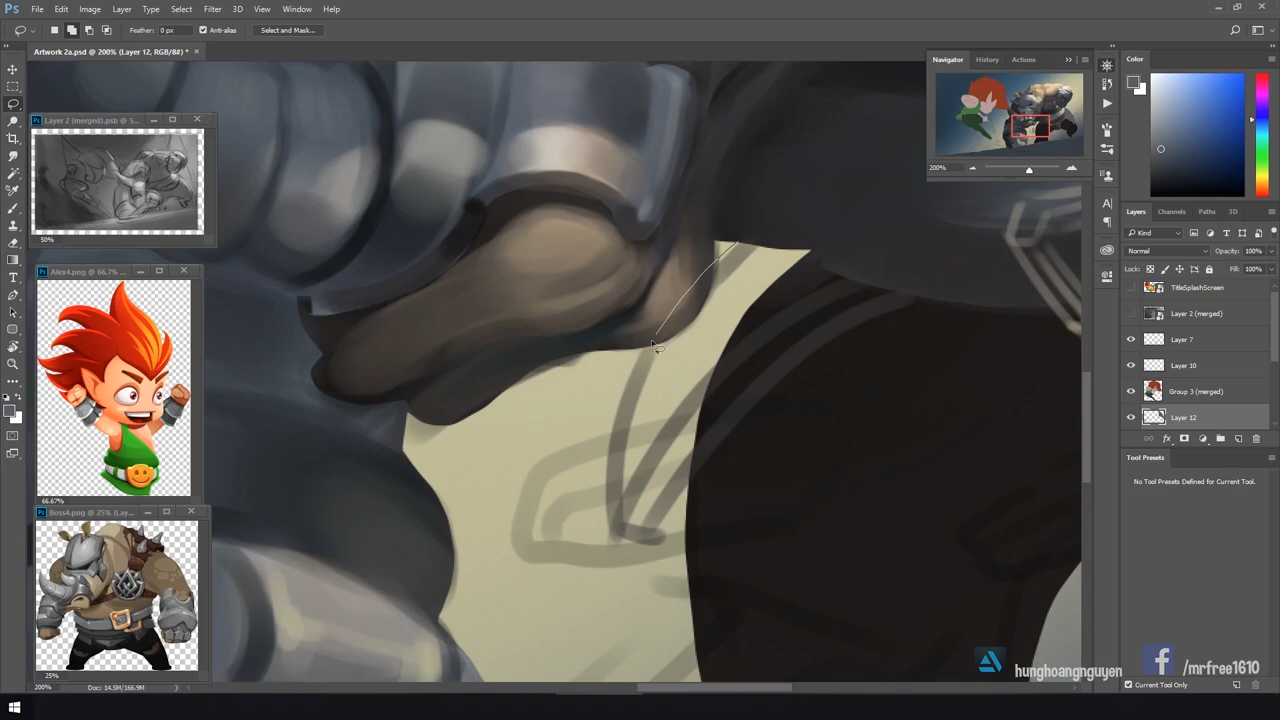 Ps File Edit Image Layer Type Select Filter 3D View Window Help
Feather: 0 px Anti-alias Select and Mask...
Artwork 2a.psd @ 200% (Layer 12, RGB/8#) * ×
Navigator History Actions
200%
Color
Layer 2 (merged).psb @ 5...
50%
Alex4.png @ 66.7% ...
66.67%
Boss4.png @ 25% (Lay...
25%
Layers Channels Paths 3D
Kind
Normal Opacity: 100%
Lock: Fill: 100%
TitleSplashScreen
Layer 2 (merged)
Layer 7
Layer 10
Group 3 (merged)
Layer 12
fx
Tool Presets
No Tool Presets Defined for Current Tool.
Current Tool Only
200% Doc: 14.5M/166.9M
hunghoangnguyen
/mrfree1610